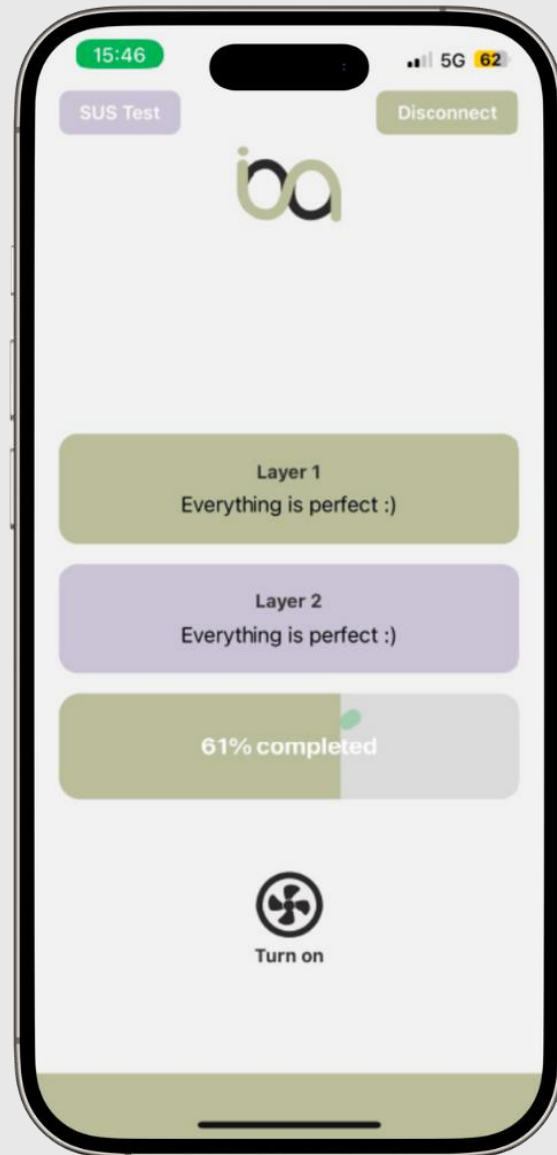 15:46
5G 62
SUS Test
Disconnect
Layer 1
Everything is perfect :)
Layer 2
Everything is perfect :)
61% completed
Turn on